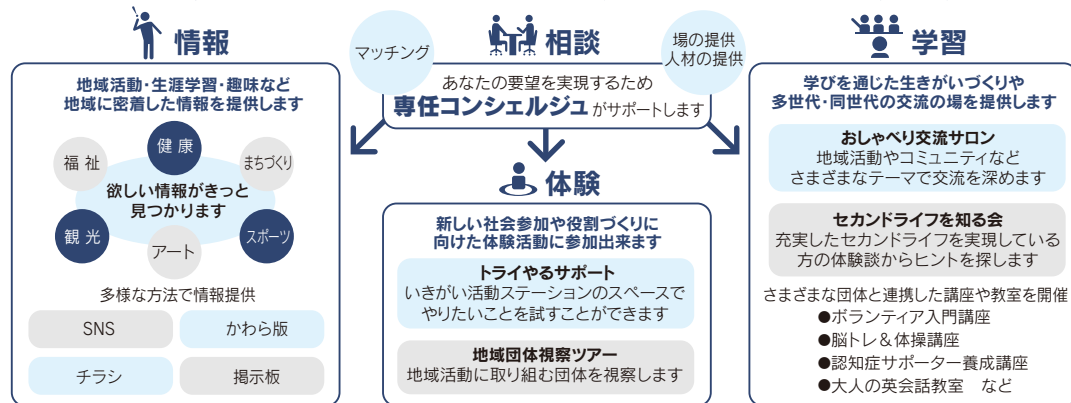 情報
地域活動・生涯学習・趣味など
地域に密着した情報を提供します
健康
福祉
まちづくり
欲しい情報がきっと
見つかります
観光
スポーツ
アート
多様な方法で情報提供
SNS
かわら版
チラシ
掲示板
マッチング
相談
場の提供
人材の提供
あなたの要望を実現するため
専任コンシェルジュがサポートします
体験
新しい社会参加や役割づくりに
向けた体験活動に参加出来ます
トライやるサポート
いきがい活動ステーションのスペースで
やりたいことを試すことができます
地域団体視察ツアー
地域活動に取り組む団体を視察します
学習
学びを通じた生きがいづくりや
多世代・同世代の交流の場を提供します
おしゃべり交流サロン
地域活動やコミュニティなど
さまざまなテーマで交流を深めます
セカンドライフを知る会
充実したセカンドライフを実現している
方の体験談からヒントを探します
さまざまな団体と連携した講座や教室を開催
●ボランティア入門講座
●脳トレ&体操講座
●認知症サポーター養成講座
●大人の英会話教室　など